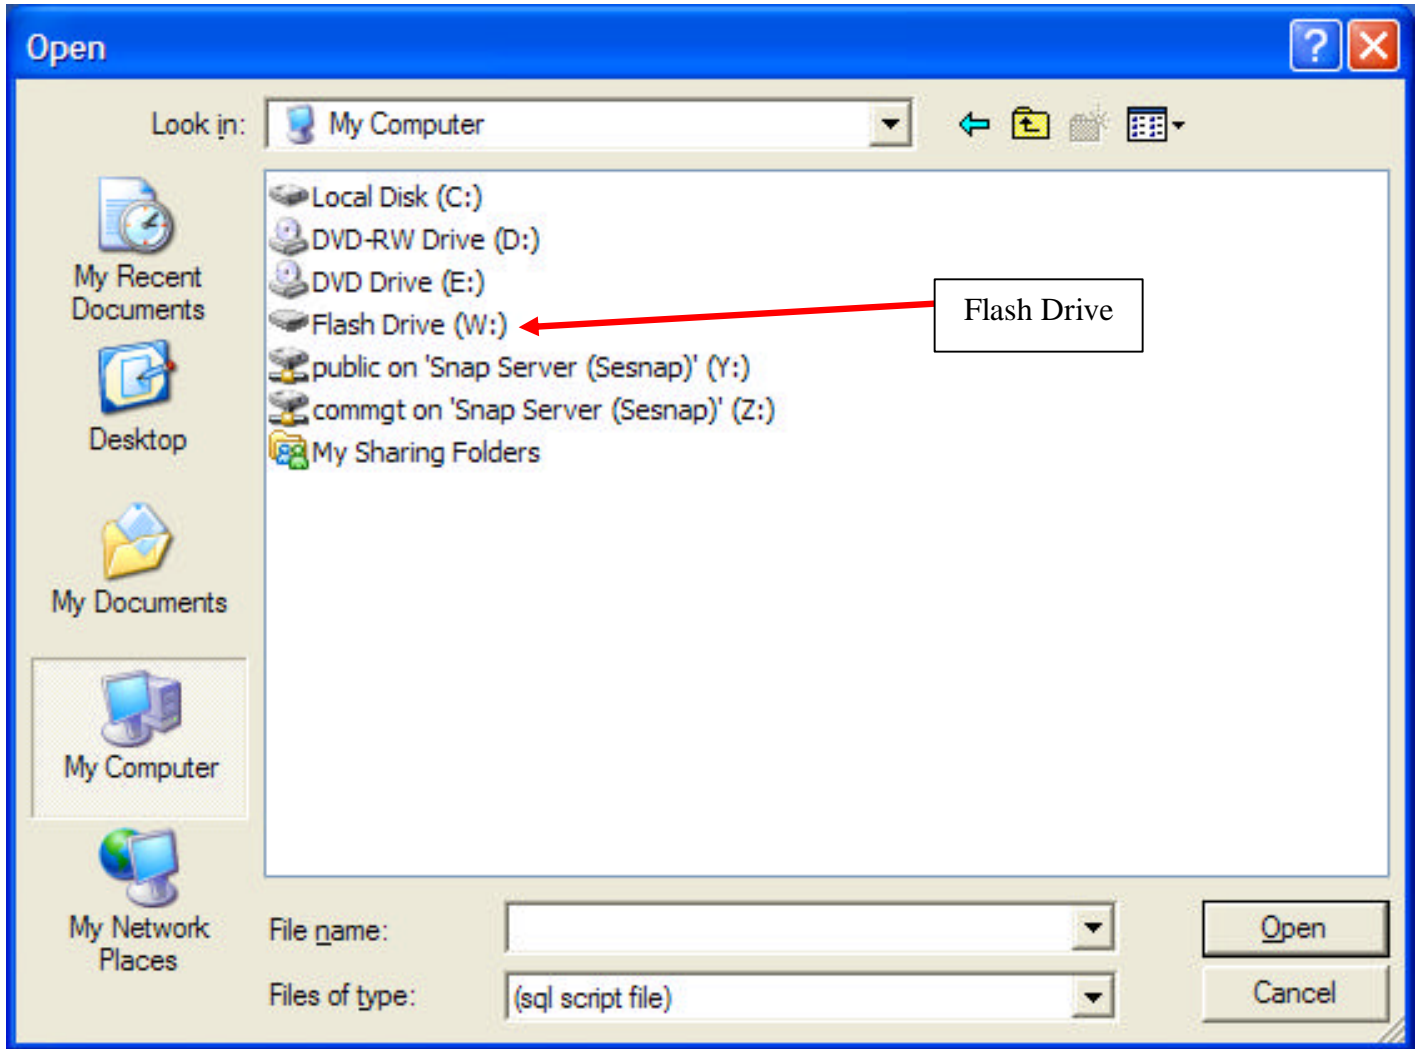 Open
Look in:
My Computer
Local Disk (C:)
DVD-RW Drive (D:)
DVD Drive (E:)
Flash Drive (W:)
public on 'Snap Server (Sesnap)' (Y:)
commgt on 'Snap Server (Sesnap)' (Z:)
My Sharing Folders
Flash Drive
My Recent
Documents
Desktop
My Documents
My Computer
My Network
Places
File name:
Open
Files of type:
(sql script file)
Cancel